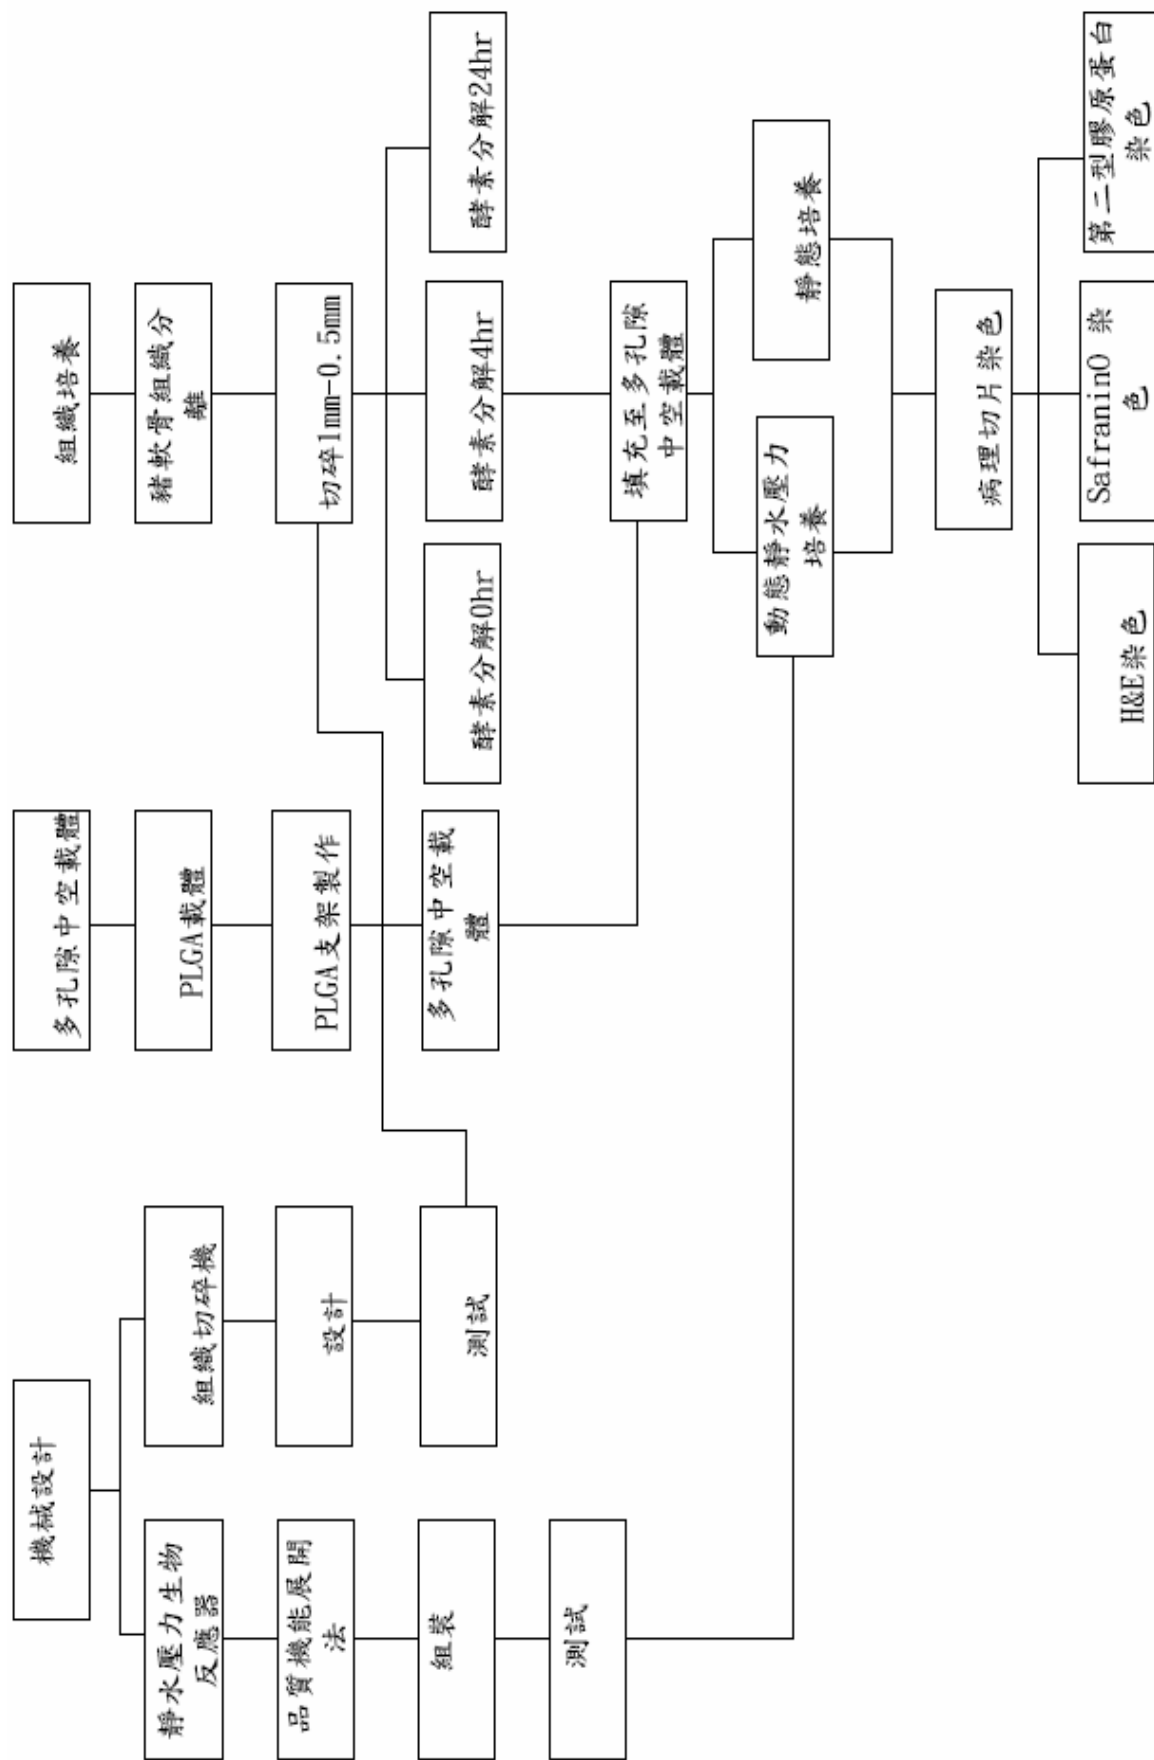 機械設計
靜水壓力生物
反應器
品質機能展開
法
組裝
測試
組織切碎機
設計
測試
多孔隙中空載體
PLGA載體
PLGA支架製作
多孔隙中空載
體
組織培養
豬軟骨組織分
離
切碎1mm-0.5mm
酵素分解0hr
酵素分解4hr
酵素分解24hr
填充至多孔隙
中空載體
動態靜水壓力
培養
靜態培養
病理切片染色
H&E染色
SafraninO 染
色
第二型膠原蛋白
染色